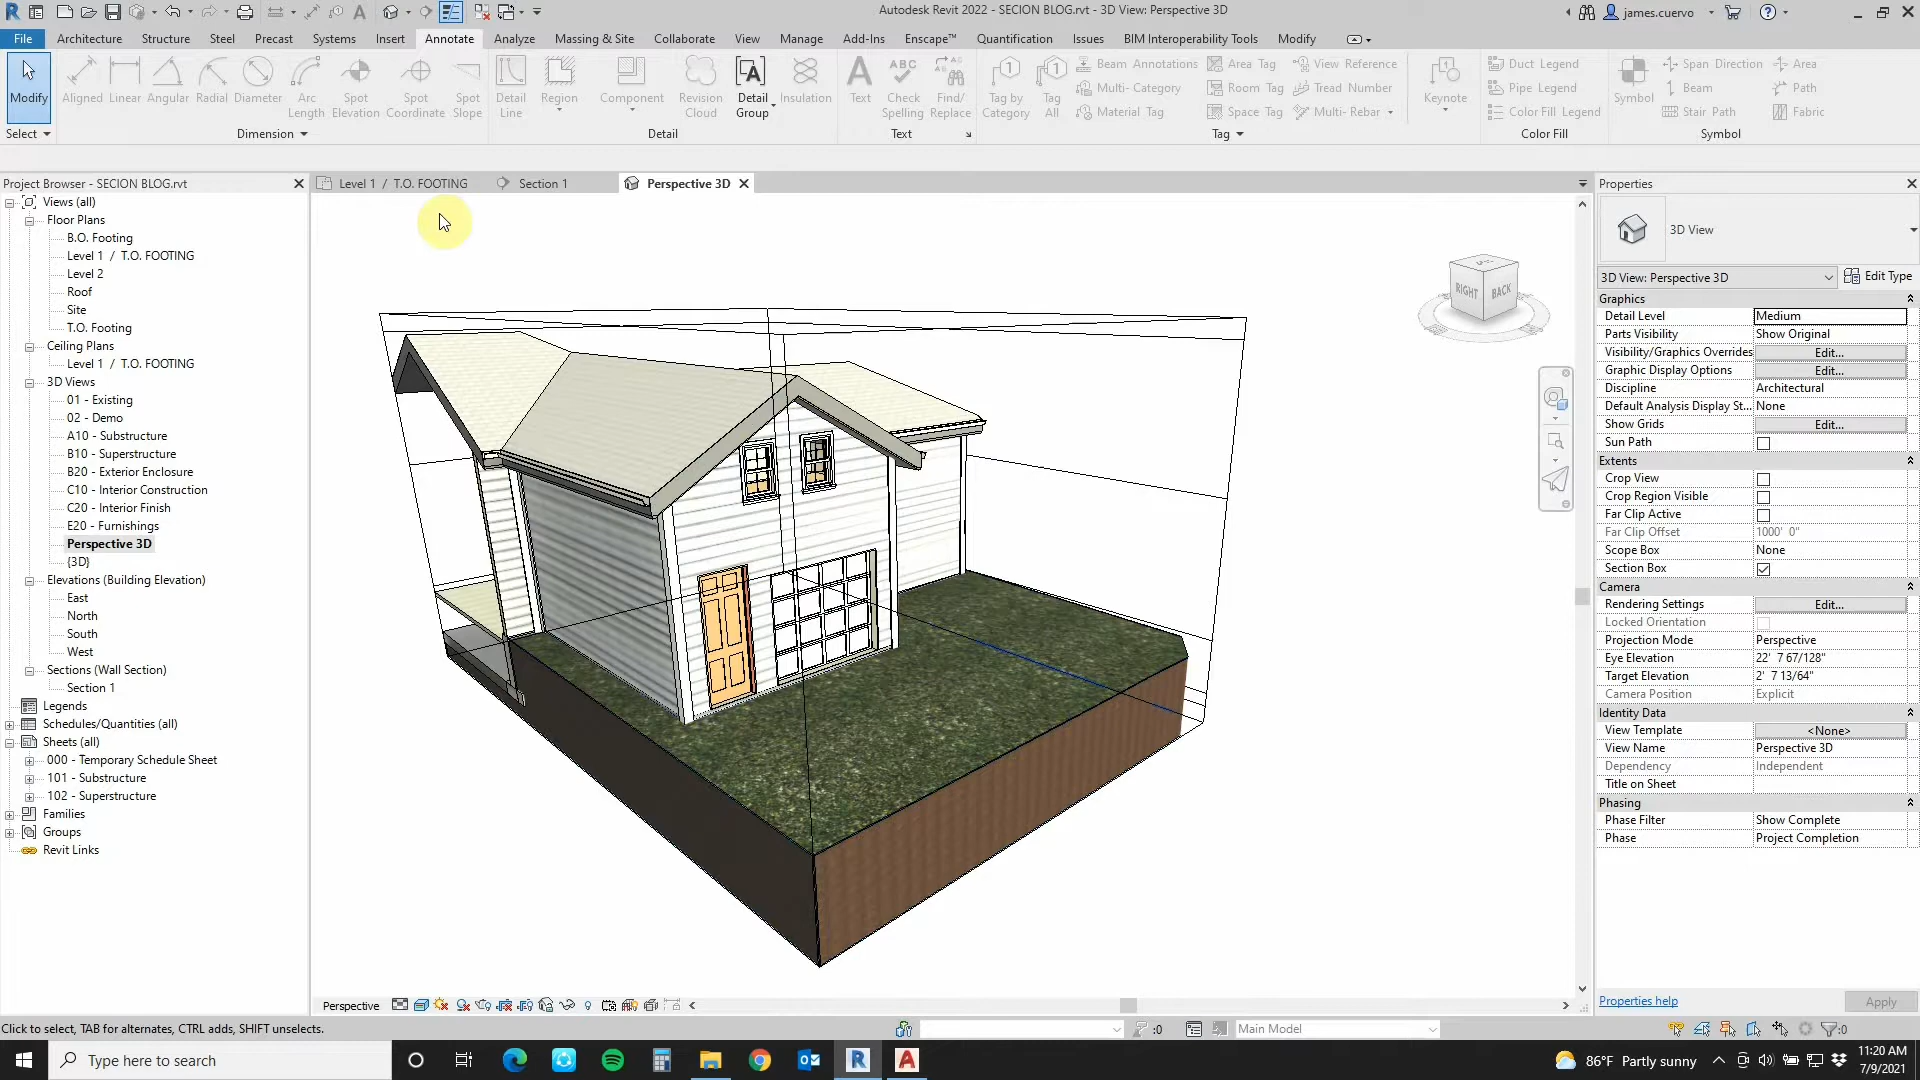 Autodesk Revit 2022 - SECION BLOG.rvt - 3D View: Perspective 3D
james.cuervo
File Architecture Structure Steel Precast Systems Insert Annotate Analyze Massing & Site Collaborate View Manage Add-Ins Enscape™ Quantification Issues BIM Interoperability Tools Modify
Modify
Select
Aligned Linear Angular Radial Diameter Arc Length Spot Elevation Spot Coordinate Spot Slope
Dimension
Detail Line Region Component Revision Cloud Detail Group Insulation
Detail
Text Check Spelling Find/ Replace
Text
Tag by Category Tag All
Beam Annotations Area Tag View Reference
Multi- Category Room Tag Tread Number
Material Tag Space Tag Multi- Rebar
Tag
Keynote
Duct Legend
Pipe Legend
Color Fill Legend
Color Fill
Symbol
Span Direction Area
Beam Path
Stair Path Fabric
Symbol
Project Browser - SECION BLOG.rvt
Views (all)
Floor Plans
B.O. Footing
Level 1 / T.O. FOOTING
Level 2
Roof
Site
T.O. Footing
Ceiling Plans
Level 1 / T.O. FOOTING
3D Views
01 - Existing
02 - Demo
A10 - Substructure
B10 - Superstructure
B20 - Exterior Enclosure
C10 - Interior Construction
C20 - Interior Finish
E20 - Furnishings
Perspective 3D
{3D}
Elevations (Building Elevation)
East
North
South
West
Sections (Wall Section)
Section 1
Legends
Schedules/Quantities (all)
Sheets (all)
000 - Temporary Schedule Sheet
101 - Substructure
102 - Superstructure
Families
Groups
Revit Links
Level 1 / T.O. FOOTING Section 1 Perspective 3D
RIGHT BACK
Properties
3D View
3D View: Perspective 3D Edit Type
Graphics
Detail Level Medium
Parts Visibility Show Original
Visibility/Graphics Overrides Edit...
Graphic Display Options Edit...
Discipline Architectural
Default Analysis Display St... None
Show Grids Edit...
Sun Path
Extents
Crop View
Crop Region Visible
Far Clip Active
Far Clip Offset 1000' 0"
Scope Box None
Section Box
Camera
Rendering Settings Edit...
Locked Orientation
Projection Mode Perspective
Eye Elevation 22' 7 67/128"
Target Elevation 2' 7 13/64"
Camera Position Explicit
Identity Data
View Template <None>
View Name Perspective 3D
Dependency Independent
Title on Sheet
Phasing
Phase Filter Show Complete
Phase Project Completion
Properties help Apply
Perspective
Click to select, TAB for alternates, CTRL adds, SHIFT unselects.
:0
Main Model
:0
Type here to search
86°F Partly sunny
11:20 AM
7/9/2021